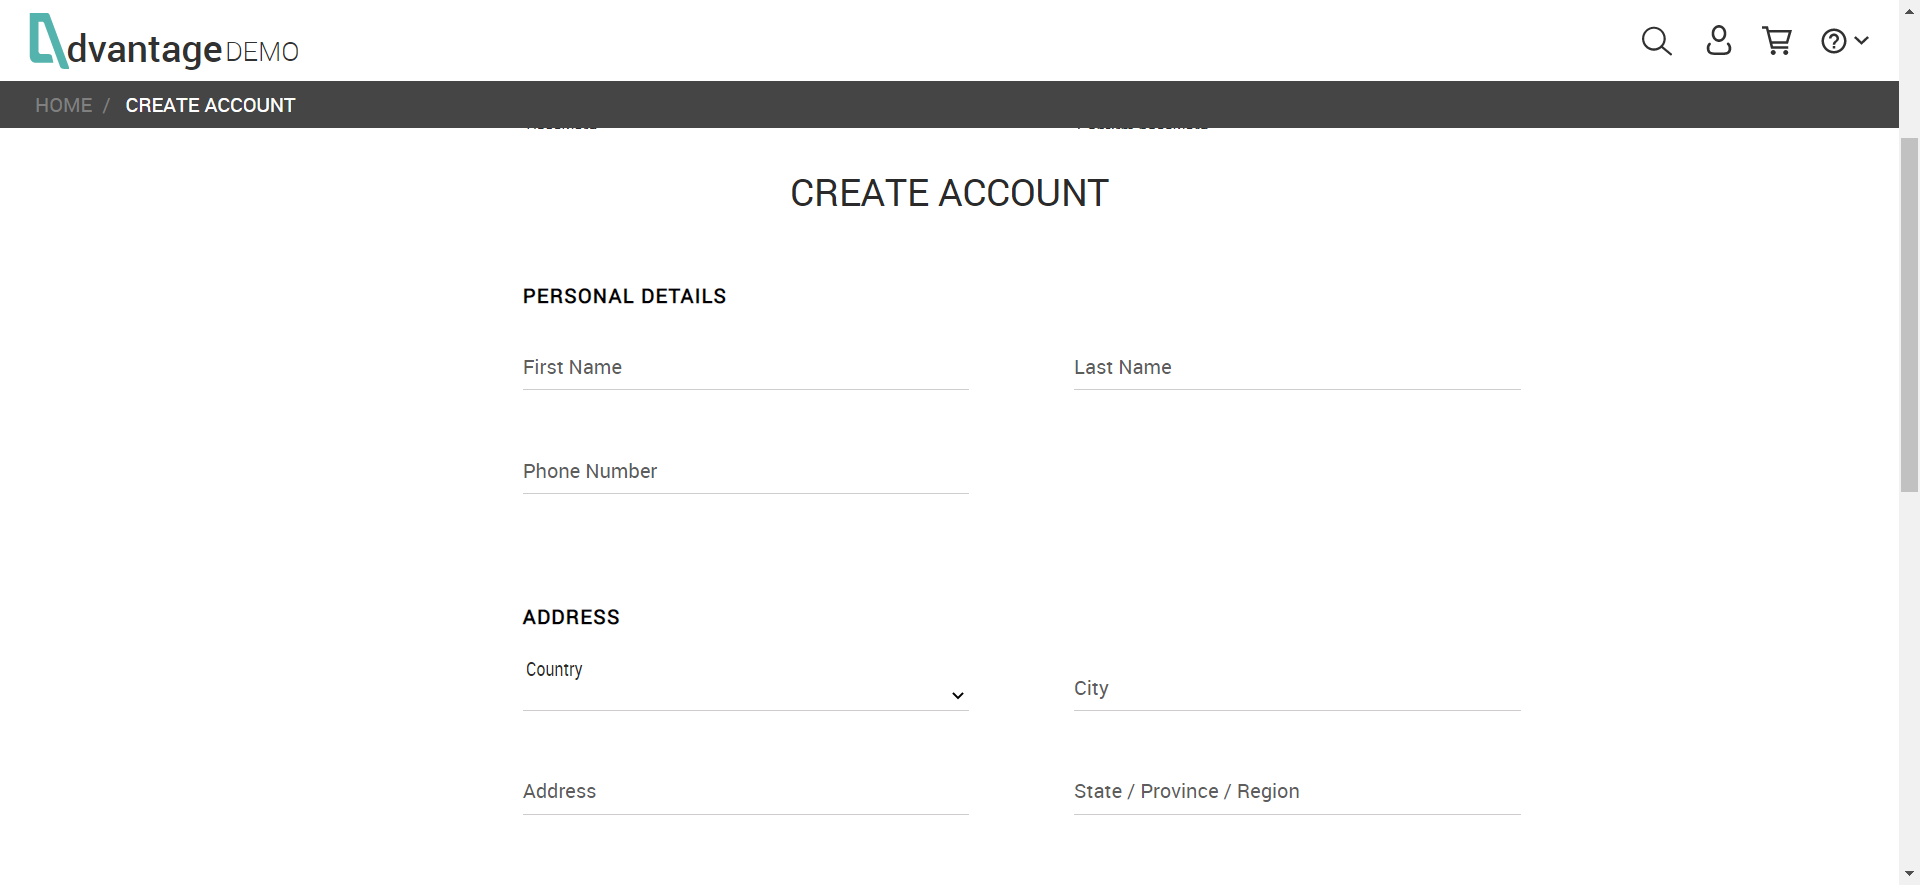 dvantage DEMO
HOME / CREATE ACCOUNT
CREATE ACCOUNT
PERSONAL DETAILS
First Name
Last Name
Phone Number
ADDRESS
Country
City
Address
State / Province / Region